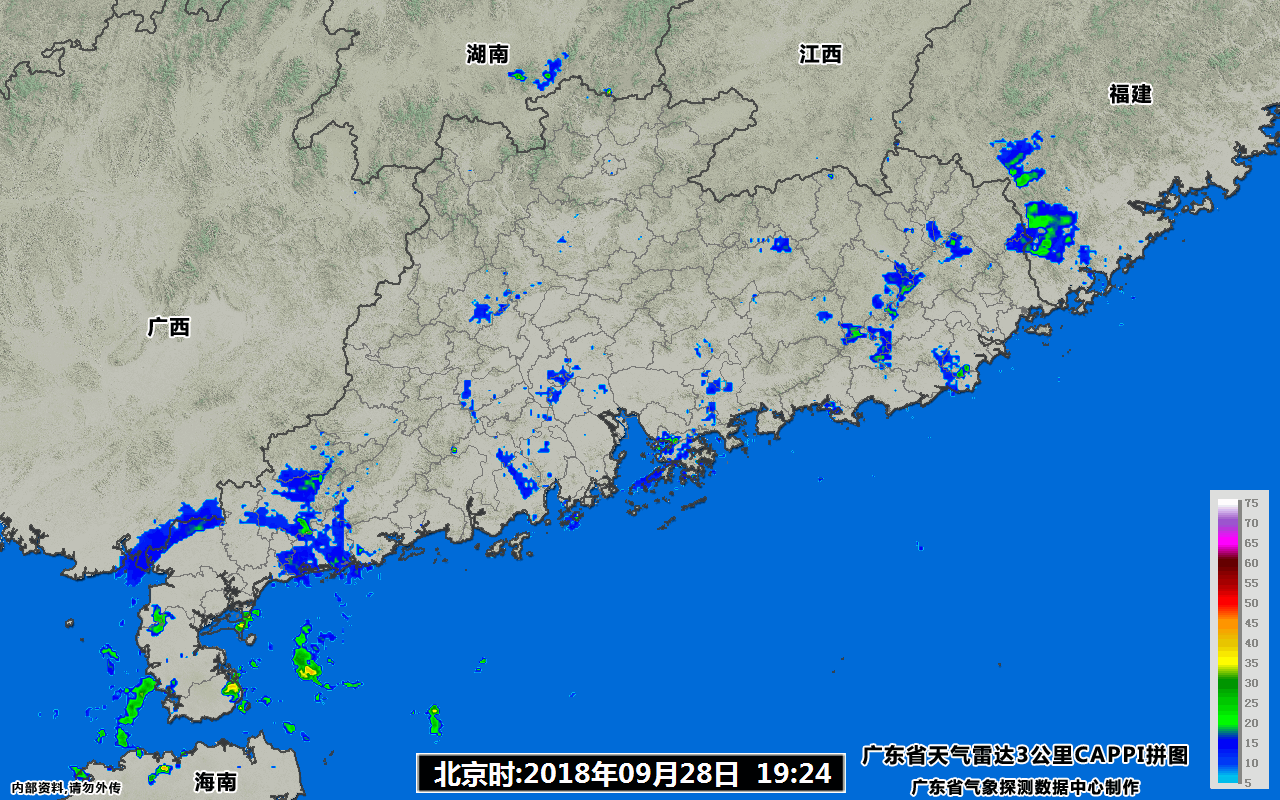 湖南
江西
福建
广西
75
70
65
60
55
50
45
40
35
30
25
20
15
10
5
广东省天气雷达3公里CAPPI拼图
北京时:2018年09月28日 19:24
海南
内部资料,请勿外传
广东省气象探测数据中心制作